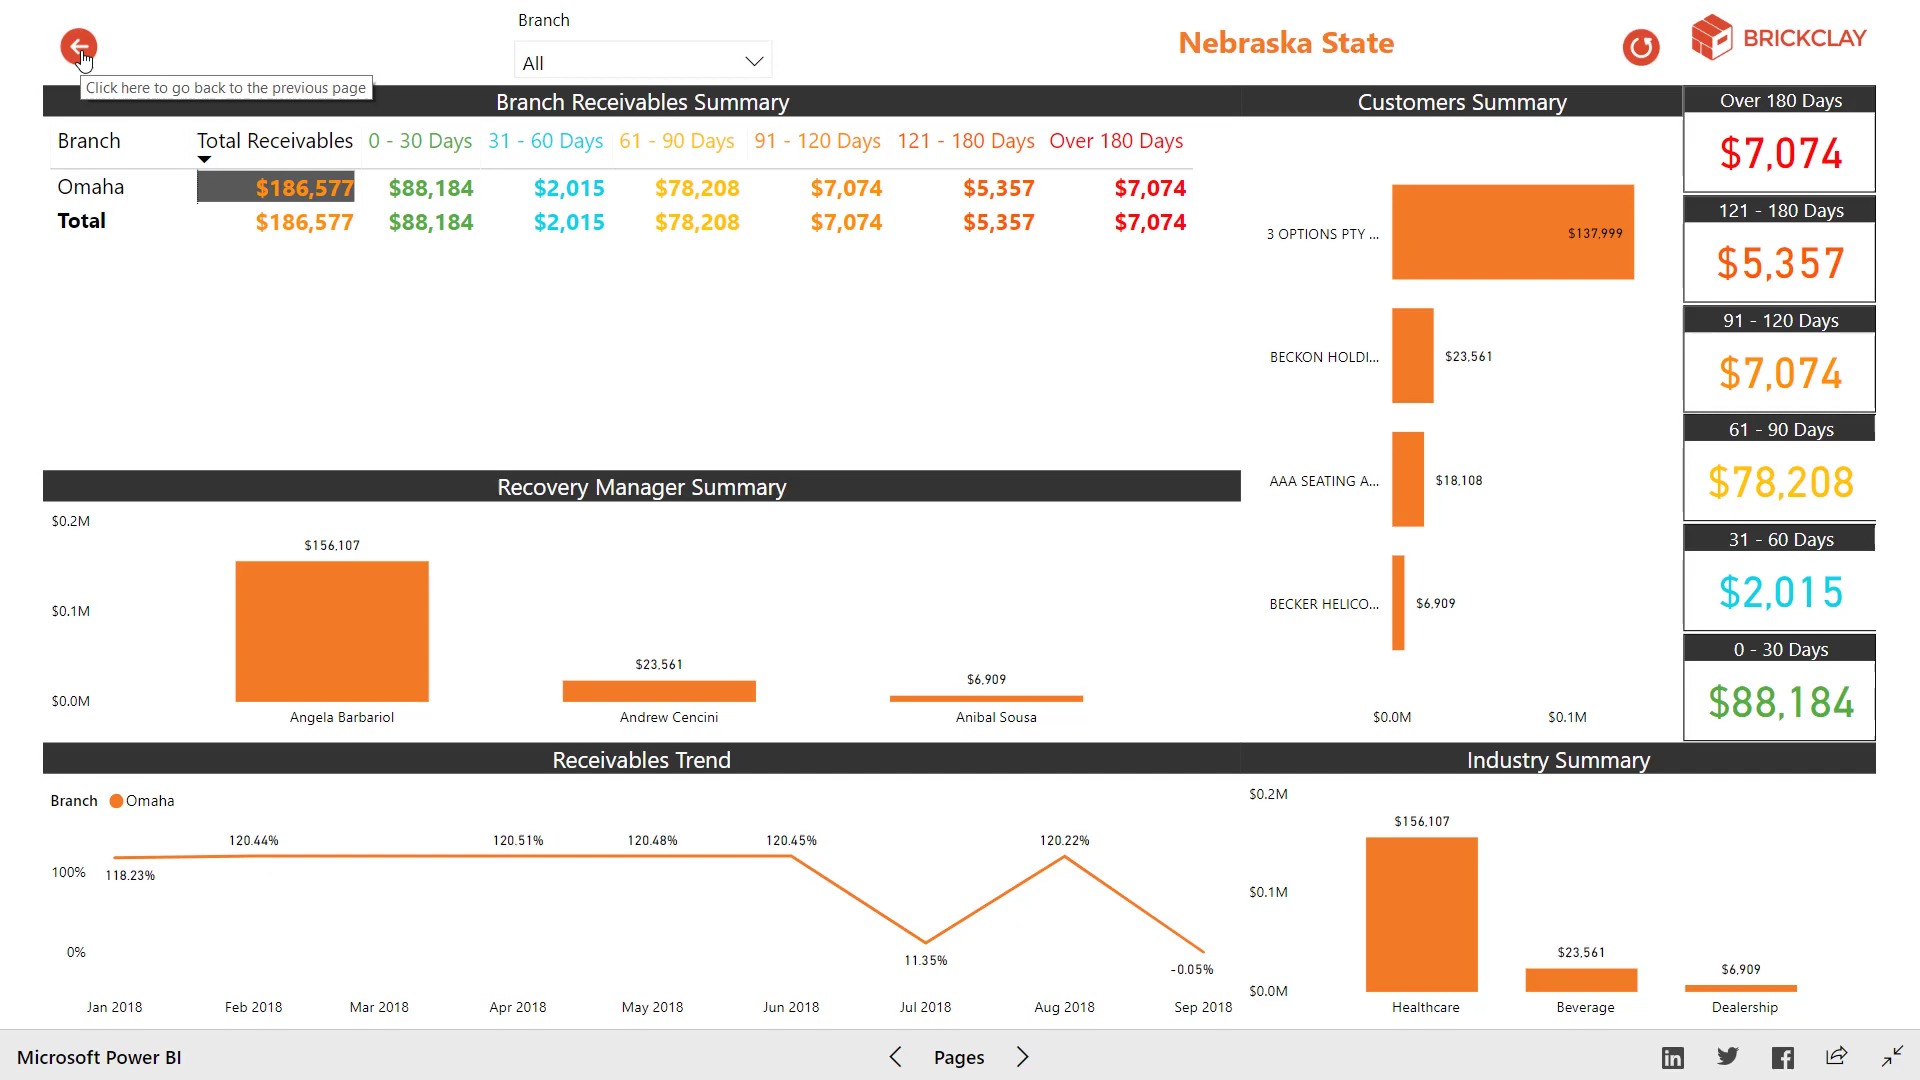 Branch
All
Nebraska State
BRICKCLAY
Click here to go back to the previous page
Branch Receivables Summary
Branch Total Receivables 0 - 30 Days 31 - 60 Days 61 - 90 Days 91 - 120 Days 121 - 180 Days Over 180 Days
Omaha $186,577 $88,184 $2,015 $78,208 $7,074 $5,357 $7,074
Total $186,577 $88,184 $2,015 $78,208 $7,074 $5,357 $7,074
Customers Summary
3 OPTIONS PTY ... $137,999
BECKON HOLDI... $23,561
AAA SEATING A... $18,108
BECKER HELICO... $6,909
$0.0M $0.1M
Over 180 Days
$7,074
121 - 180 Days
$5,357
91 - 120 Days
$7,074
61 - 90 Days
$78,208
31 - 60 Days
$2,015
0 - 30 Days
$88,184
Recovery Manager Summary
$0.2M
$0.1M
$0.0M
$156,107
$23,561
$6,909
Angela Barbariol Andrew Cencini Anibal Sousa
Receivables Trend
Branch Omaha
100%
0%
118.23% 120.44% 120.51% 120.48% 120.45% 11.35% 120.22% -0.05%
Jan 2018 Feb 2018 Mar 2018 Apr 2018 May 2018 Jun 2018 Jul 2018 Aug 2018 Sep 2018
Industry Summary
$0.2M
$0.1M
$0.0M
$156,107
$23,561
$6,909
Healthcare Beverage Dealership
Microsoft Power BI
Pages